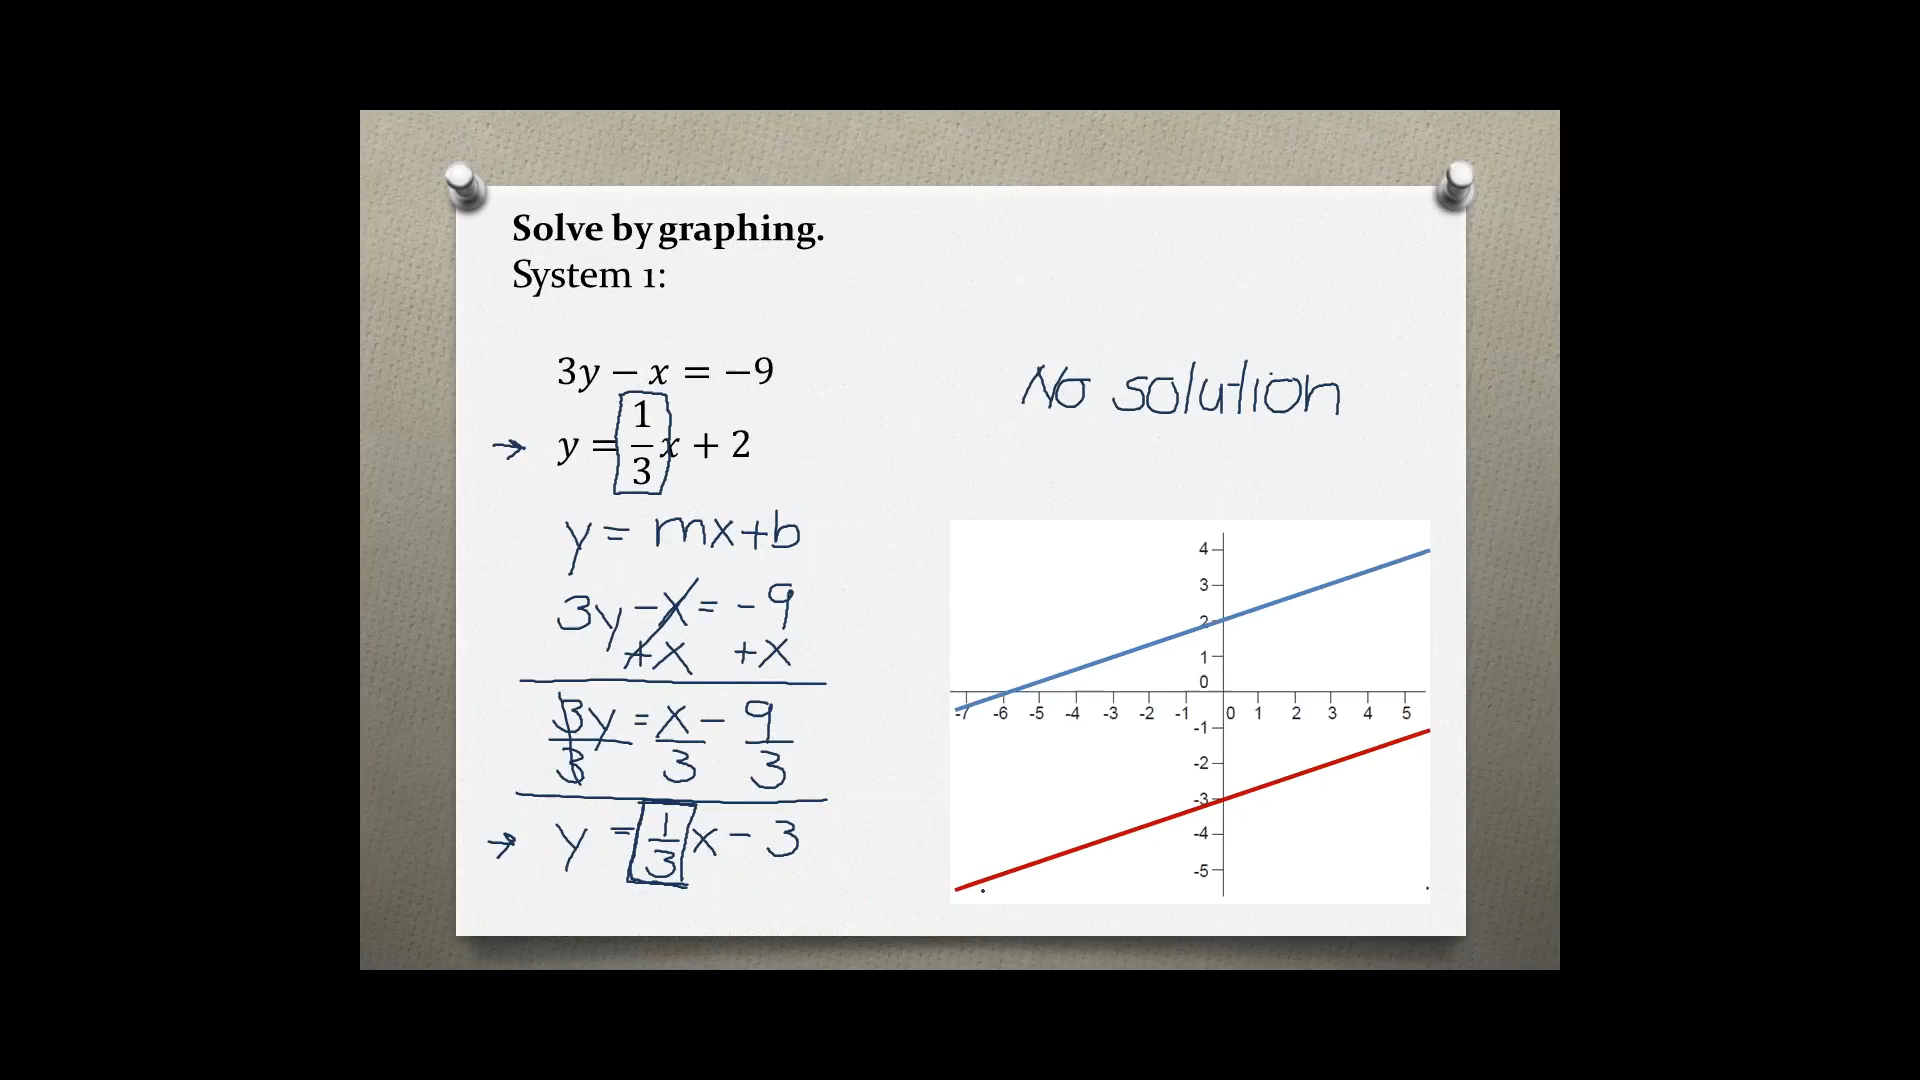 Solve by graphing.
System 1:
3y − x = −9
→ y = 1/3 x + 2
y = mx+b
3y - x = - 9
+x +x
3y = x - 9
3 3 3
→ y = 1/3 x - 3
No solution
4
3
2
1
0
-7 -6 -5 -4 -3 -2 -1 0 1 2 3 4 5
-1
-2
-3
-4
-5